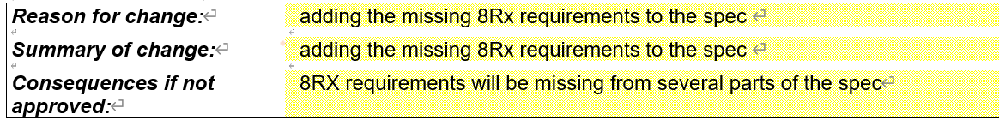 Reason for change: adding the missing 8Rx requirements to the spec
Summary of change: adding the missing 8Rx requirements to the spec
Consequences if not 8RX requirements will be missing from several parts of the spec
approved: